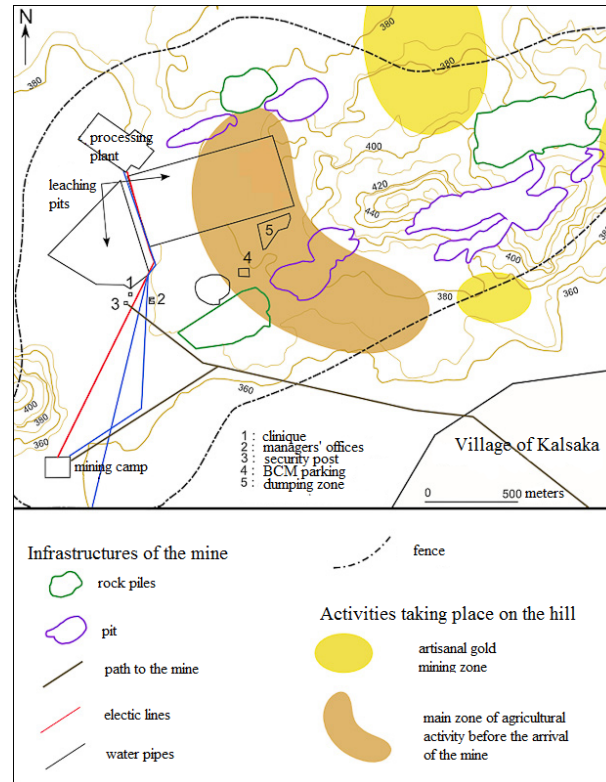 N
380
380
380
380
processing
plant
400
leaching
pits
420
440
5
4
400
380
360
1
3
2
380
360
400
380
360
360
mining camp
1 : clinique
2 : managers' offices
3 : security post
4 : BCM parking
5 : dumping zone
Village of Kalsaka
0 500 meters
Infrastructures of the mine
rock piles
pit
path to the mine
electic lines
water pipes
fence
Activities taking place on the hill
artisanal gold
mining zone
main zone of agricultural
activity before the arrival
of the mine